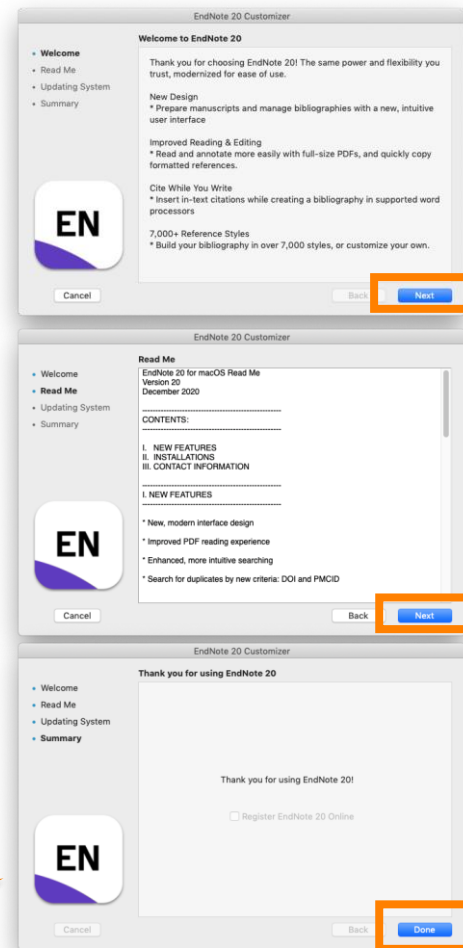 EndNote 20 Customizer
Welcome to EndNote 20
• Welcome
• Read Me
• Updating System
• Summary
Thank you for choosing EndNote 20! The same power and flexibility you
trust, modernized for ease of use.
New Design
* Prepare manuscripts and manage bibliographies with a new, intuitive
user interface
Improved Reading & Editing
* Read and annotate more easily with full-size PDFs, and quickly copy
formatted references.
Cite While You Write
* Insert in-text citations while creating a bibliography in supported word
processors
7,000+ Reference Styles
* Build your bibliography in over 7,000 styles, or customize your own.
EN
Cancel
Back
Next
EndNote 20 Customizer
Read Me
• Welcome
• Read Me
• Updating System
• Summary
EndNote 20 for macOS Read Me
Version 20
December 2020
------------------------------------------------
CONTENTS:
------------------------------------------------
I. NEW FEATURES
II. INSTALLATIONS
III. CONTACT INFORMATION
------------------------------------------------
I. NEW FEATURES
------------------------------------------------
* New, modern interface design
* Improved PDF reading experience
* Enhanced, more intuitive searching
* Search for duplicates by new criteria: DOI and PMCID
EN
Cancel
Back
Next
EndNote 20 Customizer
Thank you for using EndNote 20
• Welcome
• Read Me
• Updating System
• Summary
Thank you for using EndNote 20!
Register EndNote 20 Online
EN
Cancel
Back
Done